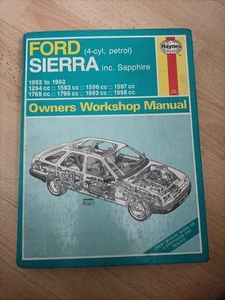 FORD (4-cyl, petrol)
Haynes
SIERRA inc. Sapphire
1982 to 1992
1294 cc □ 1593 cc □ 1596 cc □ 1597 cc
1769 cc □ 1796 cc □ 1993 cc □ 1998 cc
Owners Workshop Manual